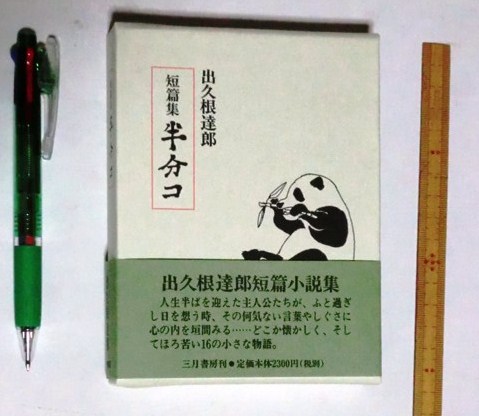 出久根達郎
短篇集 半分コ
出久根達郎短篇小説集
人生半ばを迎えた主人公たちが、ふと過ぎ
し日を想う時、その何気ない言葉やしぐさに
心の内を垣間みる……どこか懐かしく、そし
てほろ苦い16の小さな物語。
三月書房刊●定価本体2300円(税別)